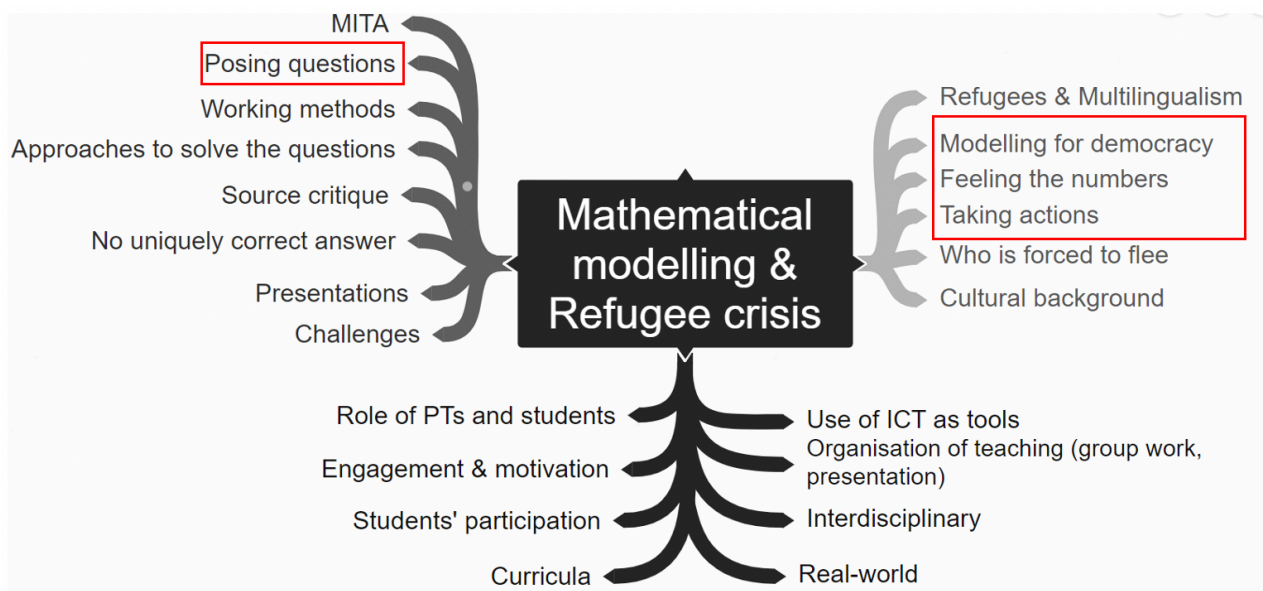 MITA
Posing questions
Working methods
Approaches to solve the questions
Source critique
No uniquely correct answer
Presentations
Challenges
Mathematical
modelling &
Refugee crisis
Refugees & Multilingualism
Modelling for democracy
Feeling the numbers
Taking actions
Who is forced to flee
Cultural background
Role of PTs and students
Engagement & motivation
Students' participation
Curricula
Use of ICT as tools
Organisation of teaching (group work,
presentation)
Interdisciplinary
Real-world